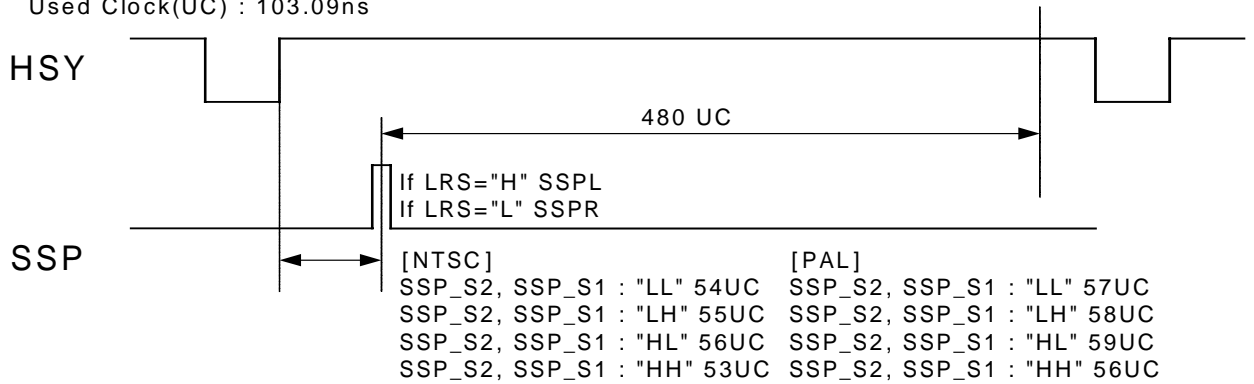 Used Clock(UC) : 103.09ns
HSY
480 UC
If LRS="H" SSPL
If LRS="L" SSPR
SSP
[NTSC] [PAL]
SSP_S2, SSP_S1 : "LL" 54UC SSP_S2, SSP_S1 : "LL" 57UC
SSP_S2, SSP_S1 : "LH" 55UC SSP_S2, SSP_S1 : "LH" 58UC
SSP_S2, SSP_S1 : "HL" 56UC SSP_S2, SSP_S1 : "HL" 59UC
SSP_S2, SSP_S1 : "HH" 53UC SSP_S2, SSP_S1 : "HH" 56UC